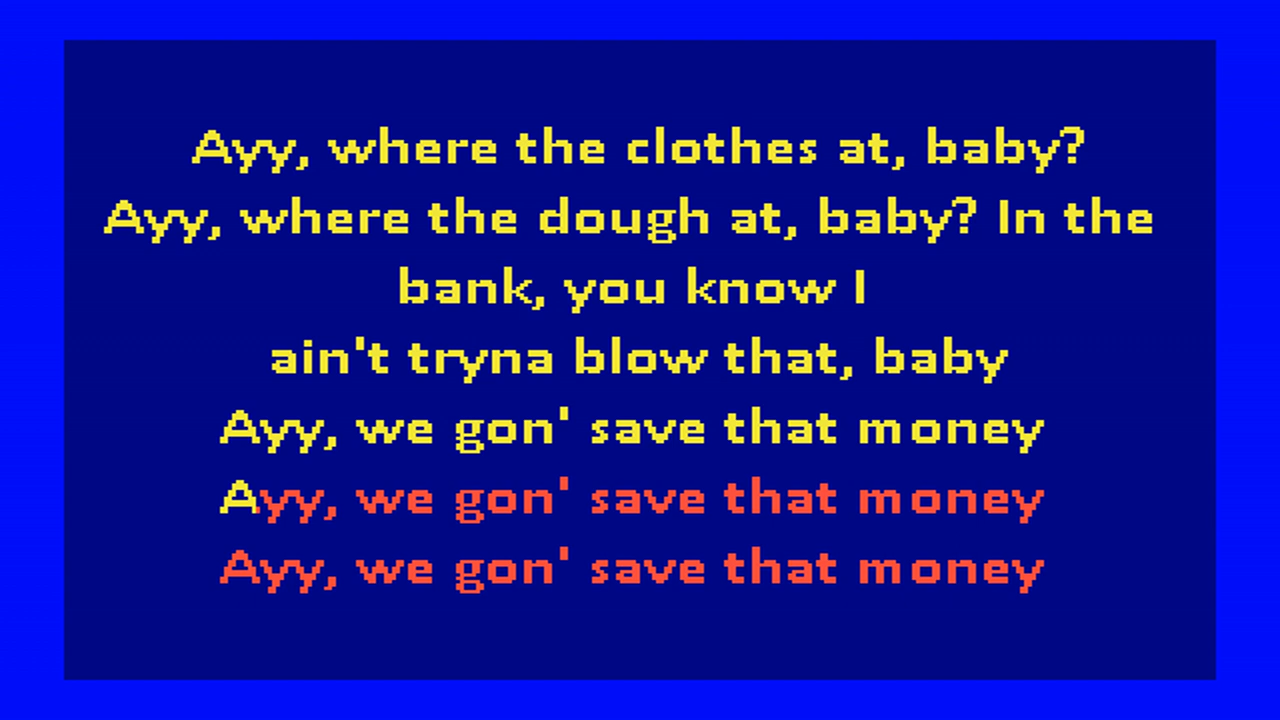 Ayy, where the clothes at, baby?
Ayy, where the dough at, baby? In the
bank, you know I
ain't tryna blow that, baby
Ayy, we gon' save that money
Ayy, we gon' save that money
Ayy, we gon' save that money